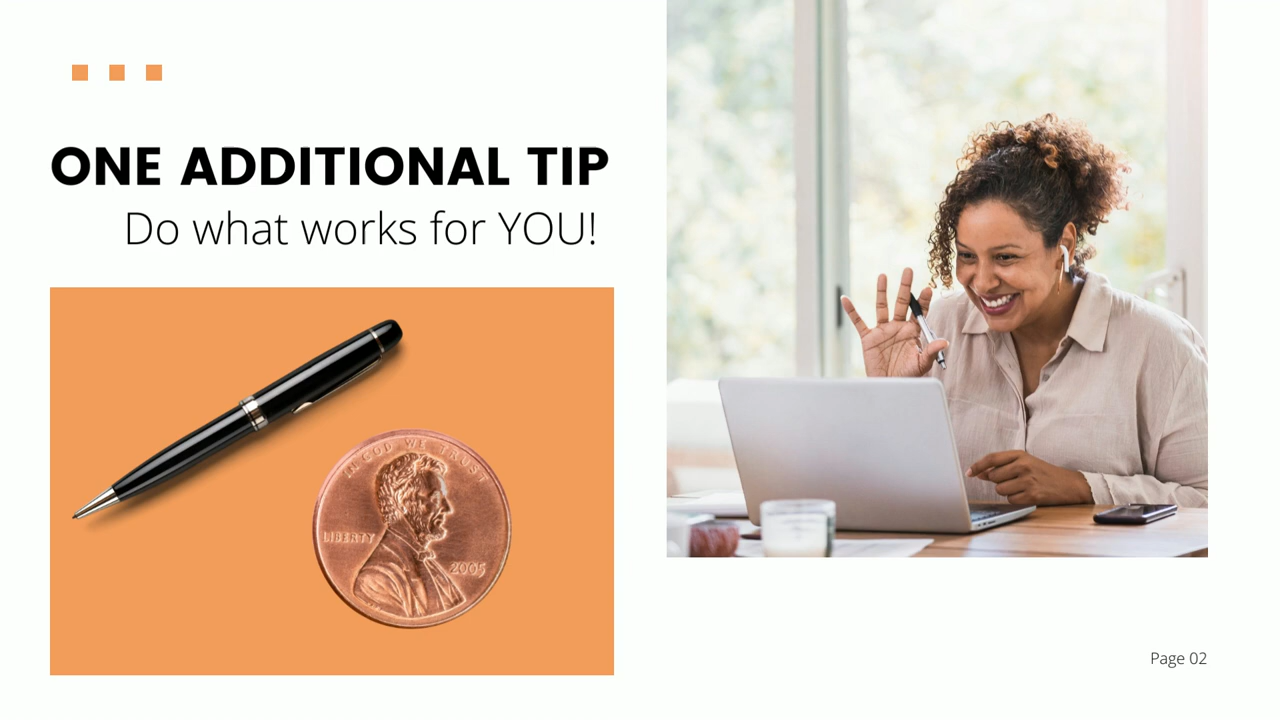 ONE ADDITIONAL TIP
Do what works for YOU!
IN GOD WE TRUST
LIBERTY
2005
Page 02